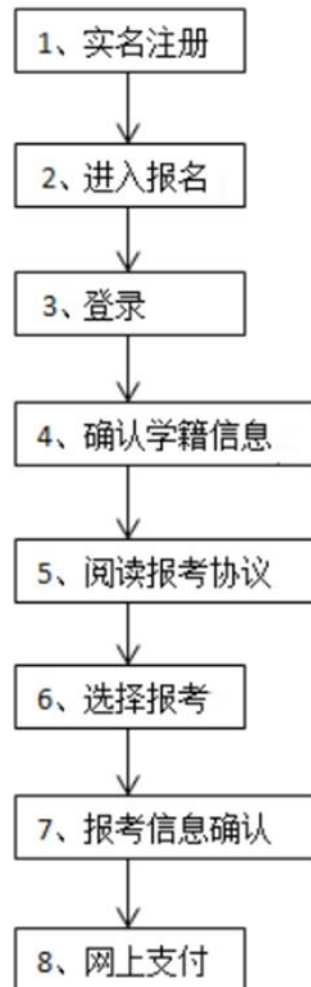 1、实名注册
2、进入报名
3、登录
4、确认学籍信息
5、阅读报考协议
6、选择报考
7、报考信息确认
8、网上支付